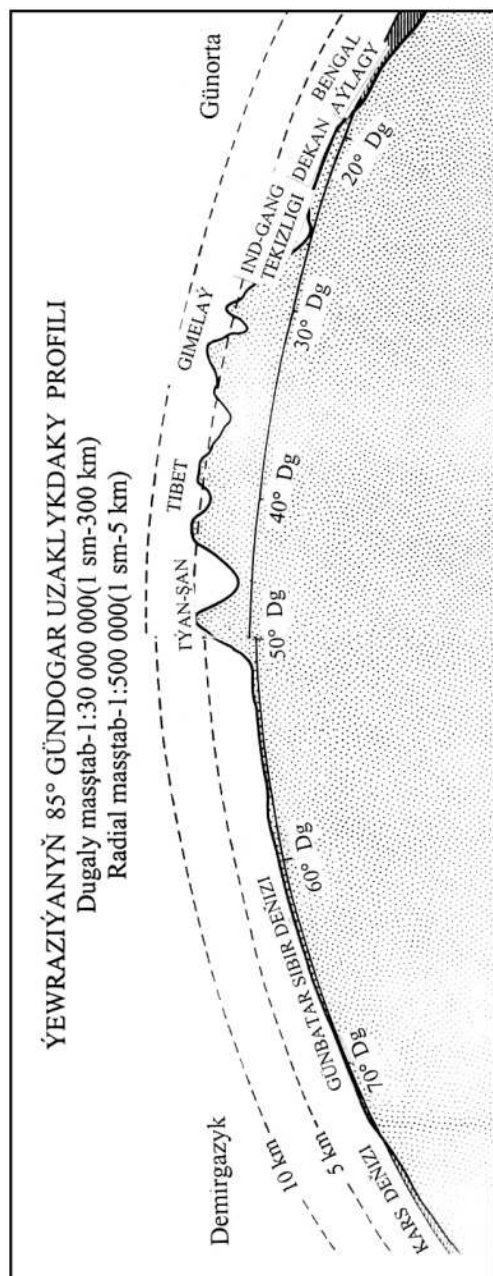 ÝEWRAZIÝANYŇ 85° GÜNDOGAR UZAKLYKDAKY PROFILI
Dugaly masştab-1:30 000 000(1 sm-300 km)
Radial masştab-1:500 000(1 sm-5 km)
Demirgazyk
Günorta
10 km
5 km
KARS DEŇIZI
GÜNBATAR SIBIR DEŇIZI
TÝAN-ŞAN
TIBET
GIMELAÝ
IND-GANG
TEKIZLIGI
DEKAN
BENGAL
AÝLAGY
70° Dg
60° Dg
50° Dg
40° Dg
30° Dg
20° Dg